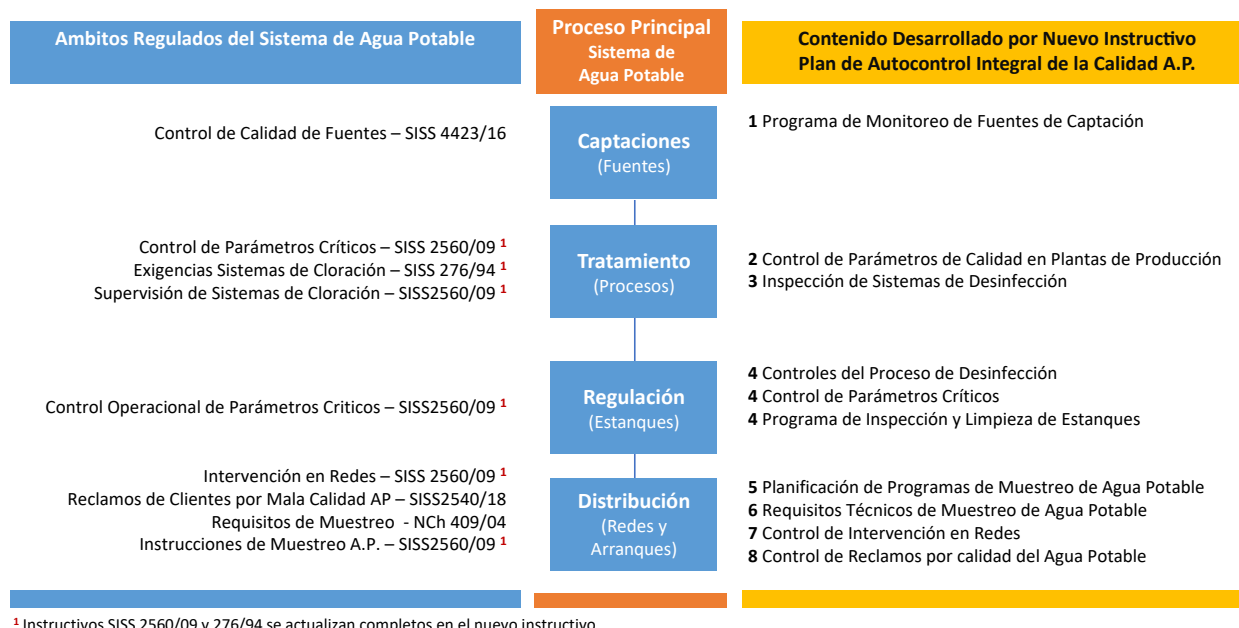 Ambitos Regulados del Sistema de Agua Potable
Proceso Principal
Sistema de
Agua Potable
Contenido Desarrollado por Nuevo Instructivo
Plan de Autocontrol Integral de la Calidad A.P.
Control de Calidad de Fuentes – SISS 4423/16
Captaciones
(Fuentes)
1 Programa de Monitoreo de Fuentes de Captación
Control de Parámetros Críticos – SISS 2560/09 1
Exigencias Sistemas de Cloración – SISS 276/94 1
Supervisión de Sistemas de Cloración – SISS2560/09 1
Tratamiento
(Procesos)
2 Control de Parámetros de Calidad en Plantas de Producción
3 Inspección de Sistemas de Desinfección
Control Operacional de Parámetros Criticos – SISS2560/09 1
Regulación
(Estanques)
4 Controles del Proceso de Desinfección
4 Control de Parámetros Críticos
4 Programa de Inspección y Limpieza de Estanques
Intervención en Redes – SISS 2560/09 1
Reclamos de Clientes por Mala Calidad AP – SISS2540/18
Requisitos de Muestreo - NCh 409/04
Instrucciones de Muestreo A.P. – SISS2560/09 1
Distribución
(Redes y
Arranques)
5 Planificación de Programas de Muestreo de Agua Potable
6 Requisitos Técnicos de Muestreo de Agua Potable
7 Control de Intervención en Redes
8 Control de Reclamos por calidad del Agua Potable
1 Instructivos SISS 2560/09 y 276/94 se actualizan completos en el nuevo instructivo